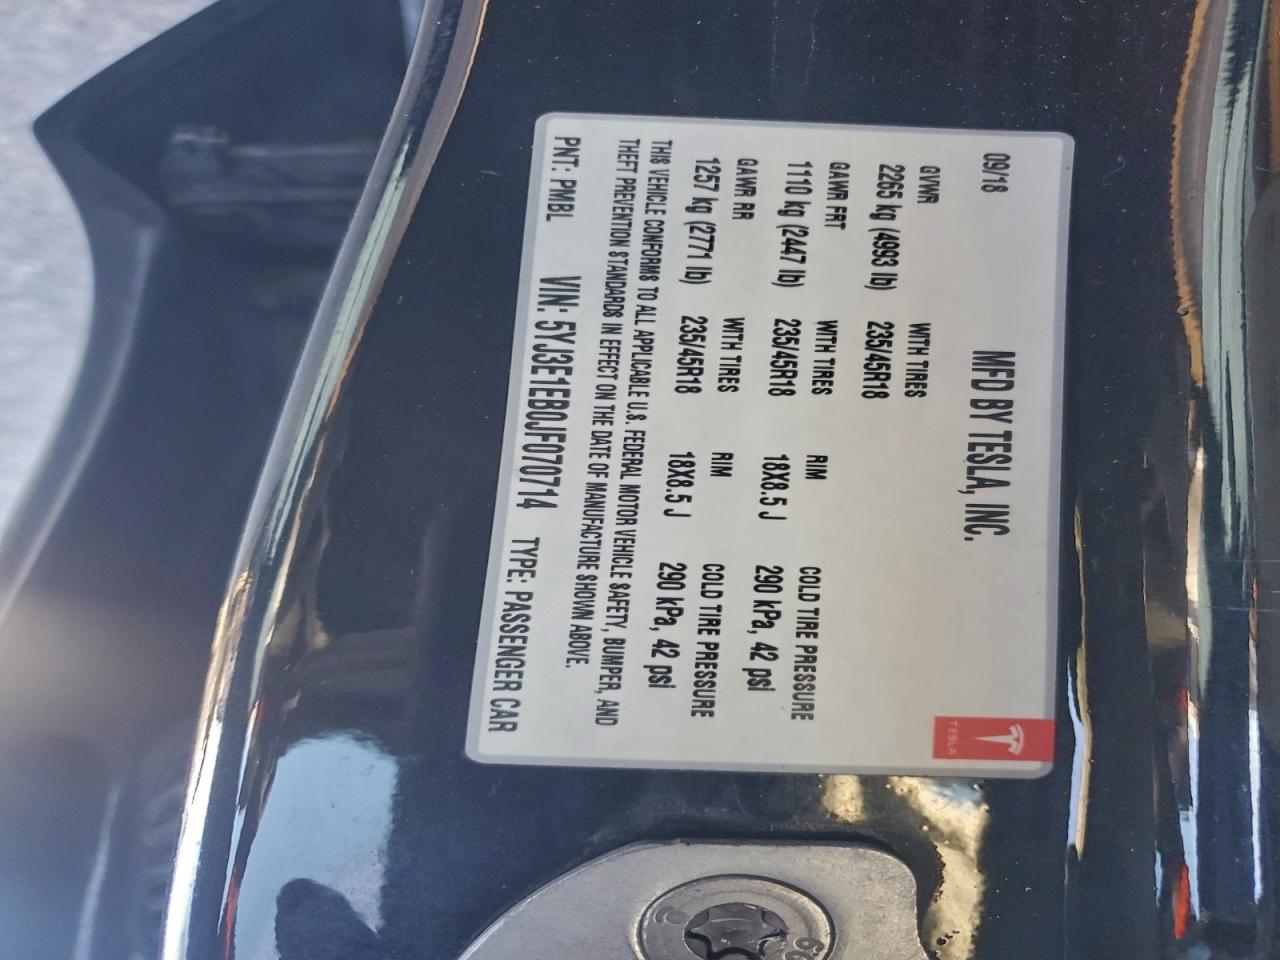 MFD BY TESLA, INC.
TESLA
09/18
GVWR
2265 kg (4993 lb)
WITH TIRES
235/45R18
GAWR FRT
1110 kg (2447 lb)
WITH TIRES
235/45R18
RIM
18X8.5 J
COLD TIRE PRESSURE
290 kPa, 42 psi
GAWR RR
1257 kg (2771 lb)
WITH TIRES
235/45R18
RIM
18X8.5 J
COLD TIRE PRESSURE
290 kPa, 42 psi
THIS VEHICLE CONFORMS TO ALL APPLICABLE U.S. FEDERAL MOTOR VEHICLE SAFETY, BUMPER, AND
THEFT PREVENTION STANDARDS IN EFFECT ON THE DATE OF MANUFACTURE SHOWN ABOVE.
PNT: PMBL VIN: 5YJ3E1EB0JF070714 TYPE: PASSENGER CAR